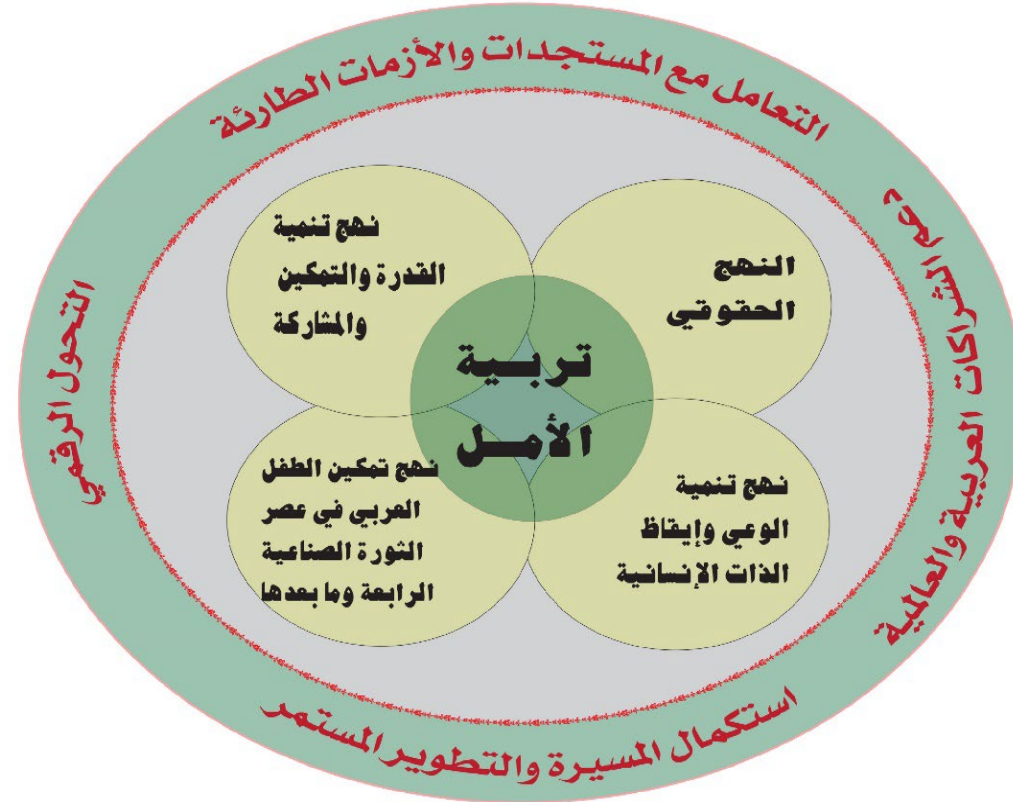 التعامل مع المستجدات والأزمات الطارئة
دعم الشراكات العربية والعالمية
استكمال المسيرة والتطوير المستمر
التحول الرقمي
النهج
الحقوقي
نهج تنمية
القدرة والتمكين
والمشاركة
تربية
الأمل
نهج تنمية
الوعي وإيقاظ
الذات الإنسانية
نهج تمكين الطفل
العربي في عصر
الثورة الصناعية
الرابعة وما بعدها